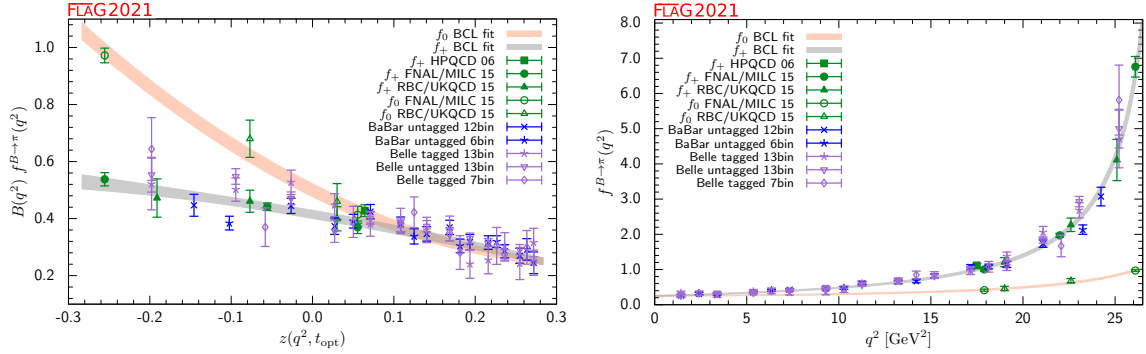 FLAG2021
f₀ BCL fit
f₊ BCL fit
f₊ HPQCD 06
f₊ FNAL/MILC 15
f₊ RBC/UKQCD 15
f₀ FNAL/MILC 15
f₀ RBC/UKQCD 15
BaBar untagged 12bin
BaBar untagged 6bin
Belle tagged 13bin
Belle untagged 13bin
Belle tagged 7bin
B(q²) f^{B→π}(q²)
1.0
0.8
0.6
0.4
0.2
-0.3 -0.2 -0.1 0.0 0.1 0.2 0.3
z(q², t_opt)
FLAG2021
f₀ BCL fit
f₊ BCL fit
f₊ HPQCD 06
f₊ FNAL/MILC 15
f₊ RBC/UKQCD 15
f₀ FNAL/MILC 15
f₀ RBC/UKQCD 15
BaBar untagged 12bin
BaBar untagged 6bin
Belle tagged 13bin
Belle untagged 13bin
Belle tagged 7bin
f^{B→π}(q²)
8.0
7.0
6.0
5.0
4.0
3.0
2.0
1.0
0.0
0 5 10 15 20 25
q² [GeV²]